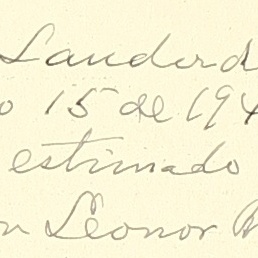 Lauderd
o 15 de 194
estimado
n Leonor